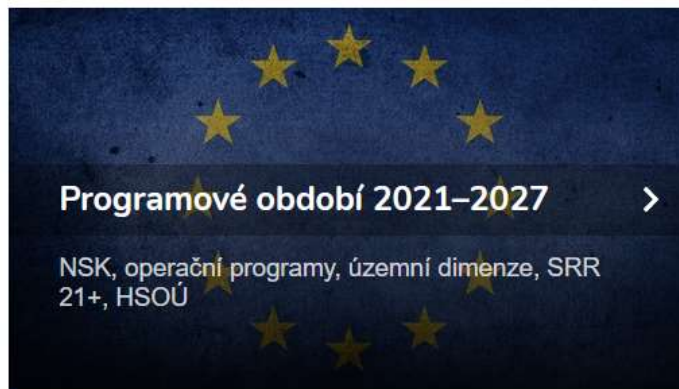 Programové období 2021–2027
NSK, operační programy, územní dimenze, SRR
21+, HSOÚ